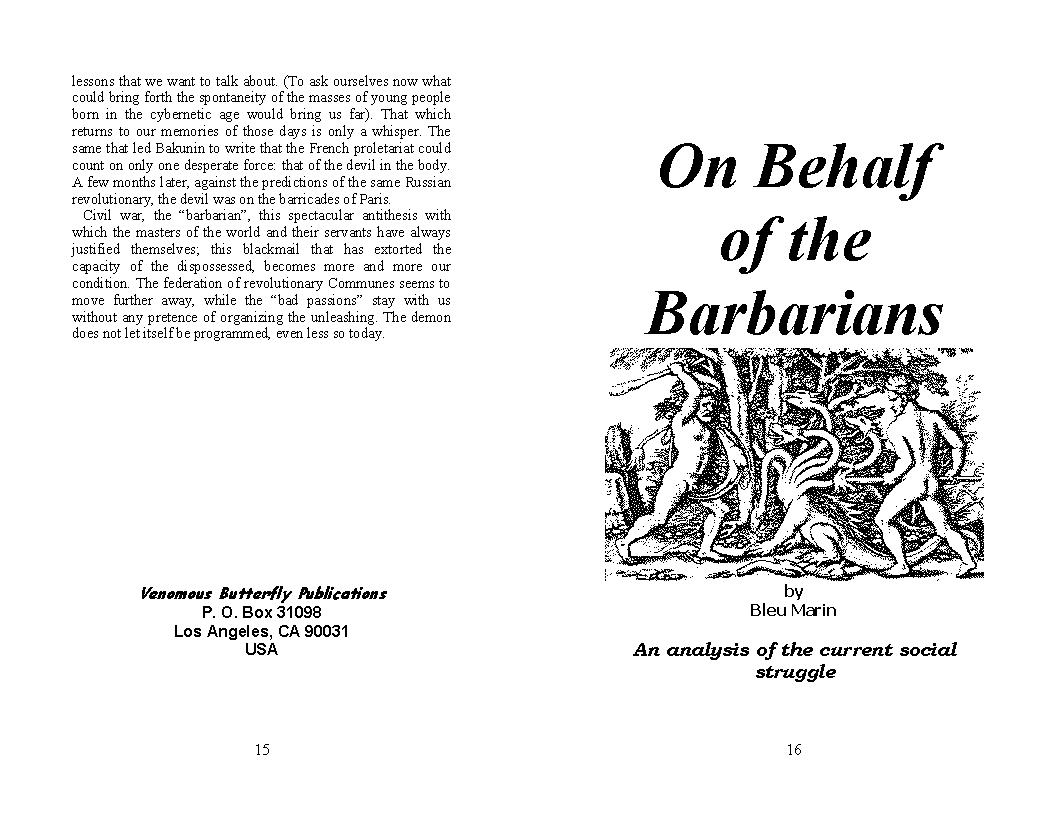 lessons that we want to talk about. (To ask ourselves now what
could bring forth the spontaneity of the masses of young people
born in the cybernetic age would bring us far). That which
returns to our memories of those days is only a whisper. The
same that led Bakunin to write that the French proletariat could
count on only one desperate force: that of the devil in the body.
A few months later, against the predictions of the same Russian
revolutionary, the devil was on the barricades of Paris.
Civil war, the “barbarian”, this spectacular antithesis with
which the masters of the world and their servants have always
justified themselves; this blackmail that has extorted the
capacity of the dispossessed, becomes more and more our
condition. The federation of revolutionary Communes seems to
move further away, while the “bad passions” stay with us
without any pretence of organizing the unleashing. The demon
does not let itself be programmed, even less so today.
Venomous Butterfly Publications
P. O. Box 31098
Los Angeles, CA 90031
USA
15
On Behalf
of the
Barbarians
by
Bleu Marin
An analysis of the current social
struggle
16